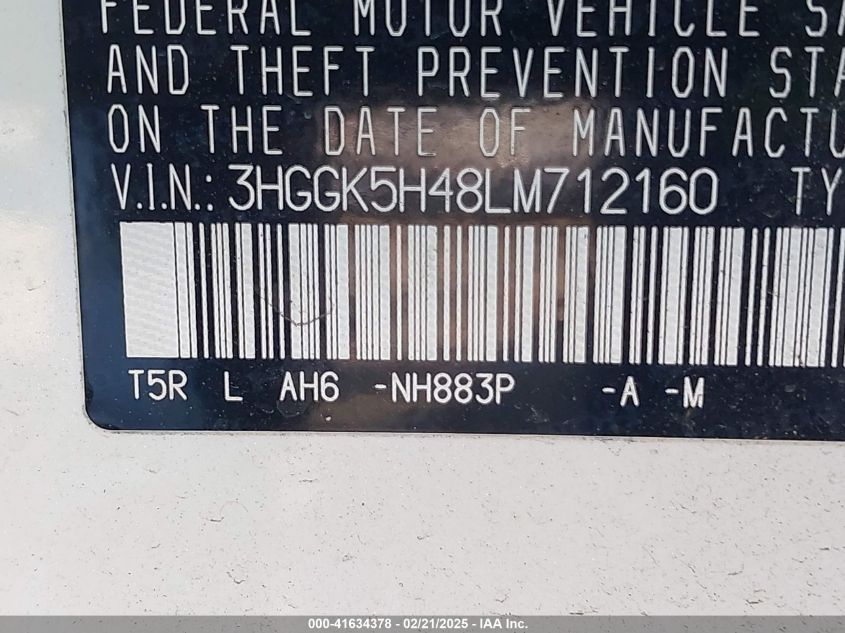 FEDERAL MOTOR VEHICLE SA
AND THEFT PREVENTION STA
ON THE DATE OF MANUFACTU
V.I.N.: 3HGGK5H48LM712160 TY
T5R L AH6 -NH883P -A -M
000-41634378 - 02/21/2025 - IAA Inc.